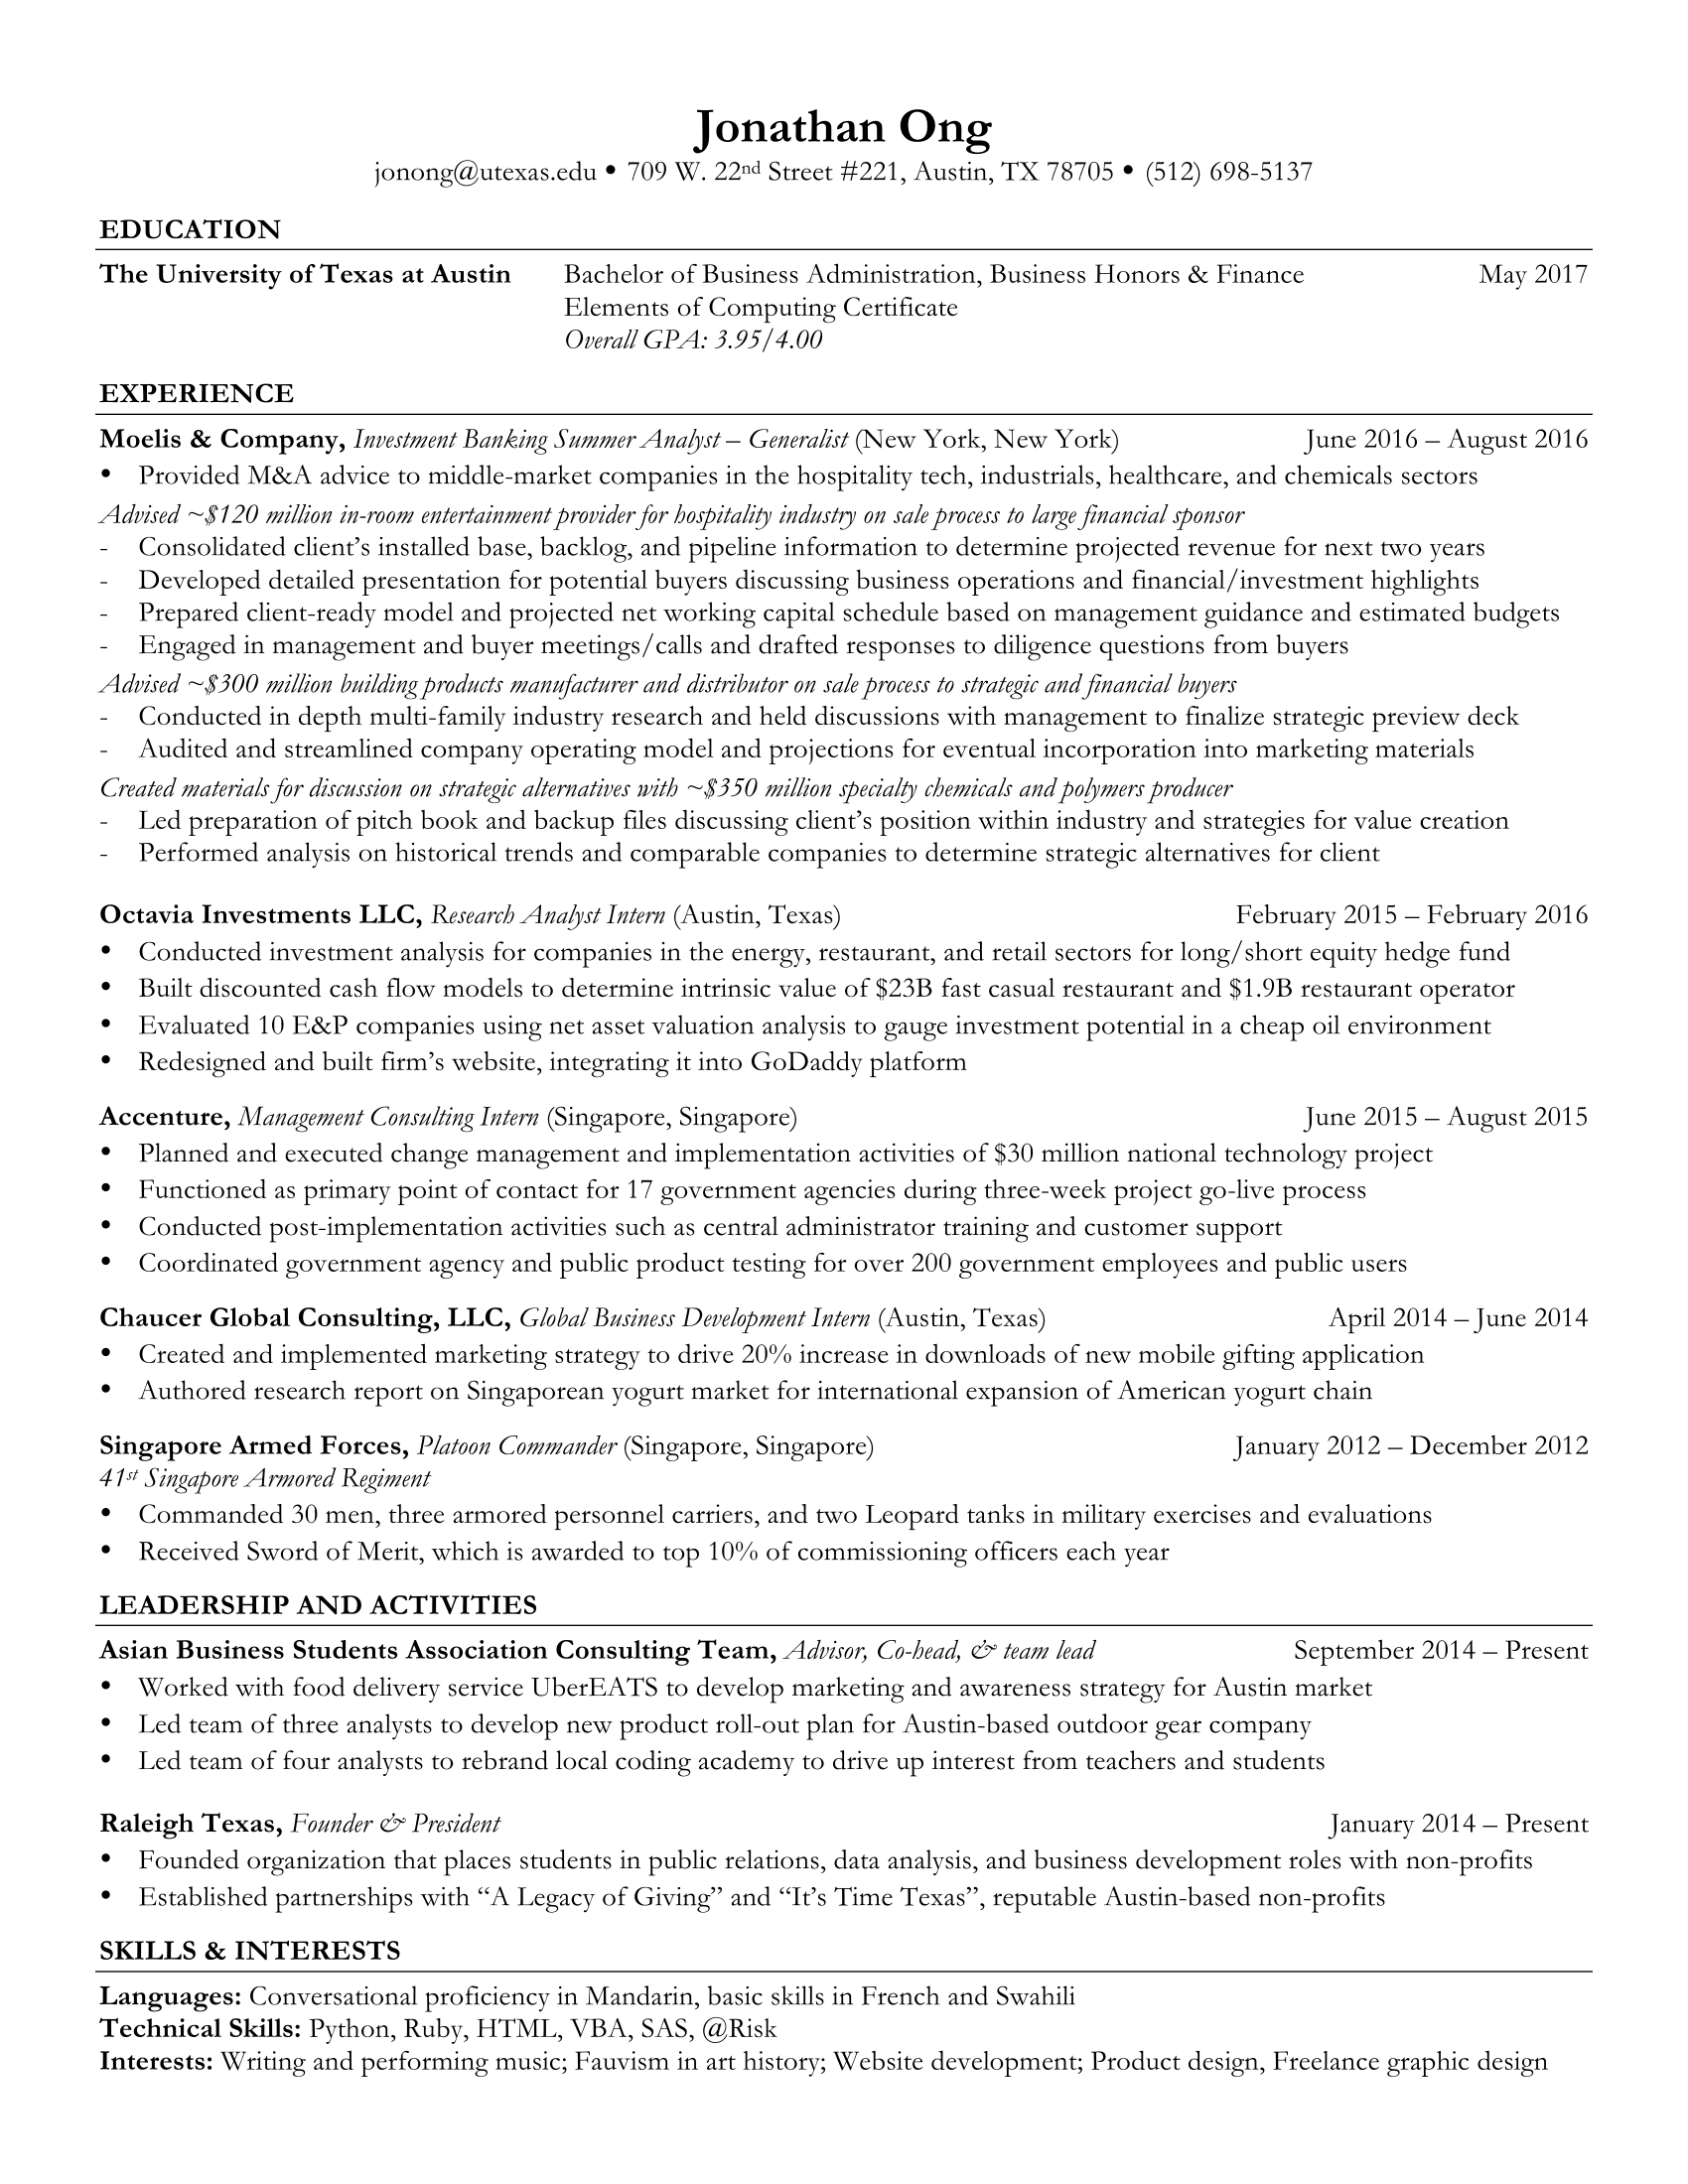 Jonathan Ong
jonong@utexas.edu • 709 W. 22nd Street #221, Austin, TX 78705 • (512) 698-5137
EDUCATION
The University of Texas at Austin Bachelor of Business Administration, Business Honors & Finance May 2017
Elements of Computing Certificate
Overall GPA: 3.95/4.00
EXPERIENCE
Moelis & Company, Investment Banking Summer Analyst – Generalist (New York, New York) June 2016 – August 2016
• Provided M&A advice to middle-market companies in the hospitality tech, industrials, healthcare, and chemicals sectors
Advised ~$120 million in-room entertainment provider for hospitality industry on sale process to large financial sponsor
- Consolidated client’s installed base, backlog, and pipeline information to determine projected revenue for next two years
- Developed detailed presentation for potential buyers discussing business operations and financial/investment highlights
- Prepared client-ready model and projected net working capital schedule based on management guidance and estimated budgets
- Engaged in management and buyer meetings/calls and drafted responses to diligence questions from buyers
Advised ~$300 million building products manufacturer and distributor on sale process to strategic and financial buyers
- Conducted in depth multi-family industry research and held discussions with management to finalize strategic preview deck
- Audited and streamlined company operating model and projections for eventual incorporation into marketing materials
Created materials for discussion on strategic alternatives with ~$350 million specialty chemicals and polymers producer
- Led preparation of pitch book and backup files discussing client’s position within industry and strategies for value creation
- Performed analysis on historical trends and comparable companies to determine strategic alternatives for client
Octavia Investments LLC, Research Analyst Intern (Austin, Texas) February 2015 – February 2016
• Conducted investment analysis for companies in the energy, restaurant, and retail sectors for long/short equity hedge fund
• Built discounted cash flow models to determine intrinsic value of $23B fast casual restaurant and $1.9B restaurant operator
• Evaluated 10 E&P companies using net asset valuation analysis to gauge investment potential in a cheap oil environment
• Redesigned and built firm’s website, integrating it into GoDaddy platform
Accenture, Management Consulting Intern (Singapore, Singapore) June 2015 – August 2015
• Planned and executed change management and implementation activities of $30 million national technology project
• Functioned as primary point of contact for 17 government agencies during three-week project go-live process
• Conducted post-implementation activities such as central administrator training and customer support
• Coordinated government agency and public product testing for over 200 government employees and public users
Chaucer Global Consulting, LLC, Global Business Development Intern (Austin, Texas) April 2014 – June 2014
• Created and implemented marketing strategy to drive 20% increase in downloads of new mobile gifting application
• Authored research report on Singaporean yogurt market for international expansion of American yogurt chain
Singapore Armed Forces, Platoon Commander (Singapore, Singapore) January 2012 – December 2012
41st Singapore Armored Regiment
• Commanded 30 men, three armored personnel carriers, and two Leopard tanks in military exercises and evaluations
• Received Sword of Merit, which is awarded to top 10% of commissioning officers each year
LEADERSHIP AND ACTIVITIES
Asian Business Students Association Consulting Team, Advisor, Co-head, & team lead September 2014 – Present
• Worked with food delivery service UberEATS to develop marketing and awareness strategy for Austin market
• Led team of three analysts to develop new product roll-out plan for Austin-based outdoor gear company
• Led team of four analysts to rebrand local coding academy to drive up interest from teachers and students
Raleigh Texas, Founder & President January 2014 – Present
• Founded organization that places students in public relations, data analysis, and business development roles with non-profits
• Established partnerships with “A Legacy of Giving” and “It’s Time Texas”, reputable Austin-based non-profits
SKILLS & INTERESTS
Languages: Conversational proficiency in Mandarin, basic skills in French and Swahili
Technical Skills: Python, Ruby, HTML, VBA, SAS, @Risk
Interests: Writing and performing music; Fauvism in art history; Website development; Product design, Freelance graphic design